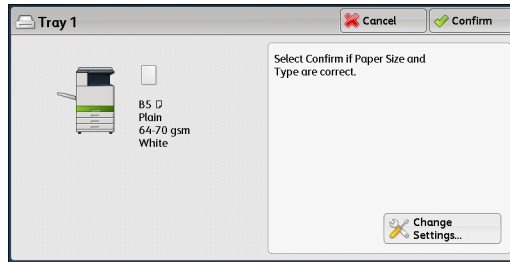 Tray 1
Cancel
Confirm
Select Confirm if Paper Size and
Type are correct.
B5
Plain
64-70 gsm
White
Change
Settings...